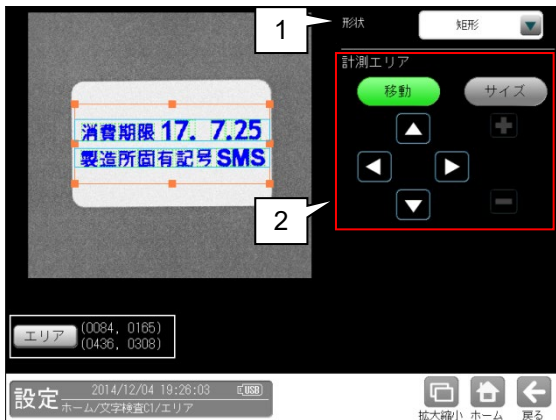 1
形状
矩形
計測エリア
移動
サイズ
消費期限 17. 7.25
製造所固有記号SMS
2
エリア
(0084, 0165)
(0436, 0308)
設定
2014/12/04 19:26:03
USB
ホーム/文字検査C1/エリア
拡大縮小
ホーム
戻る